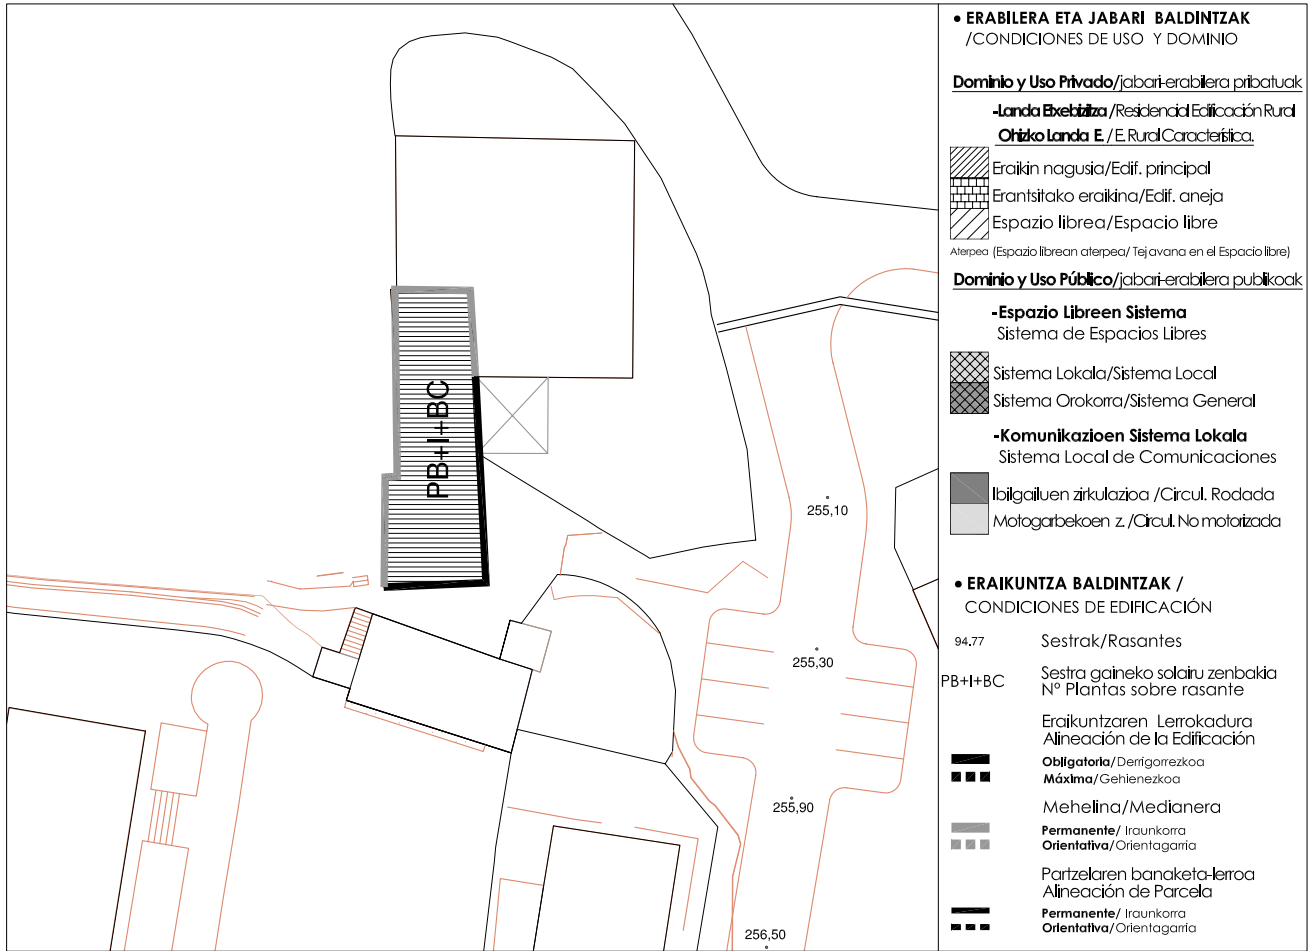 PB+I+BC
255,10
255,30
255,90
256,50
• ERABILERA ETA JABARI BALDINTZAK
/CONDICIONES DE USO Y DOMINIO
Dominio y Uso Privado/jabari-erabilera pribatuak
-Landa Etxebizitza/Residencial Edificación Rural
Ohizko Landa E./E. Rural Característica.
Eraikin nagusia/Edif. principal
Erantsitako eraikina/Edif. aneja
Espazio librea/Espacio libre
Aterpea (Espazio librean aterpea/ Tejavana en el Espacio libre)
Dominio y Uso Público/jabari-erabilera publikoak
-Espazio Libreen Sistema
Sistema de Espacios Libres
Sistema Lokala/Sistema Local
Sistema Orokorra/Sistema General
-Komunikazioen Sistema Lokala
Sistema Local de Comunicaciones
Ibilgailuen zirkulazioa /Circul. Rodada
Motogarbekoen z./Circul. No motorizada
• ERAIKUNTZA BALDINTZAK /
CONDICIONES DE EDIFICACIÓN
94.77 Sestrak/Rasantes
PB+I+BC Sestra gaineko solairu zenbakia
Nº Plantas sobre rasante
Eraikuntzaren Lerrokadura
Alineación de la Edificación
Obligatoria/Derrigorrezkoa
Máxima/Gehienezkoa
Mehelina/Medianera
Permanente/ Iraunkorra
Orientativa/Orientagarria
Partzelaren banaketa-lerroa
Alineación de Parcela
Permanente/ Iraunkorra
Orientativa/Orientagarria